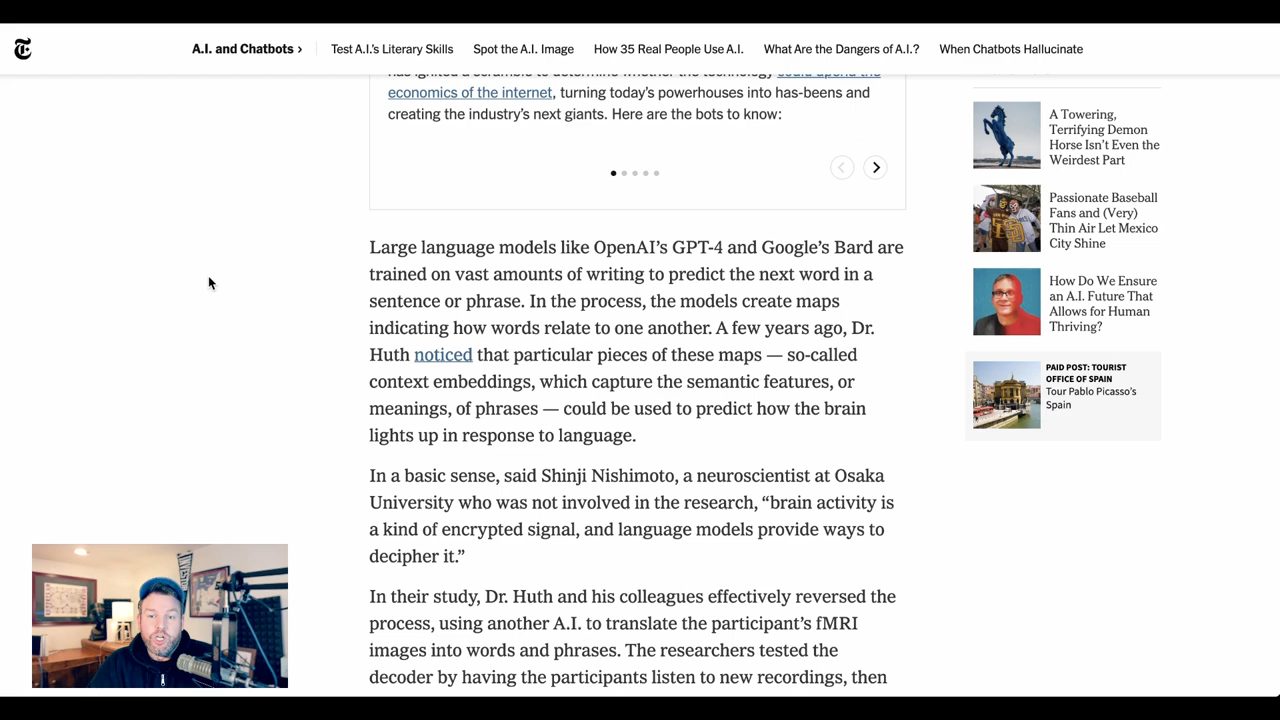 A.I. and Chatbots ›
Test A.I.’s Literary Skills
Spot the A.I. Image
How 35 Real People Use A.I.
What Are the Dangers of A.I.?
When Chatbots Hallucinate
has ignited a scramble to determine whether the technology could upend the
economics of the internet, turning today’s powerhouses into has-beens and
creating the industry’s next giants. Here are the bots to know:
Large language models like OpenAI’s GPT-4 and Google’s Bard are
trained on vast amounts of writing to predict the next word in a
sentence or phrase. In the process, the models create maps
indicating how words relate to one another. A few years ago, Dr.
Huth noticed that particular pieces of these maps — so-called
context embeddings, which capture the semantic features, or
meanings, of phrases — could be used to predict how the brain
lights up in response to language.
In a basic sense, said Shinji Nishimoto, a neuroscientist at Osaka
University who was not involved in the research, “brain activity is
a kind of encrypted signal, and language models provide ways to
decipher it.”
In their study, Dr. Huth and his colleagues effectively reversed the
process, using another A.I. to translate the participant’s fMRI
images into words and phrases. The researchers tested the
decoder by having the participants listen to new recordings, then
A Towering,
Terrifying Demon
Horse Isn’t Even the
Weirdest Part
Passionate Baseball
Fans and (Very)
Thin Air Let Mexico
City Shine
How Do We Ensure
an A.I. Future That
Allows for Human
Thriving?
PAID POST: TOURIST
OFFICE OF SPAIN
Tour Pablo Picasso’s
Spain